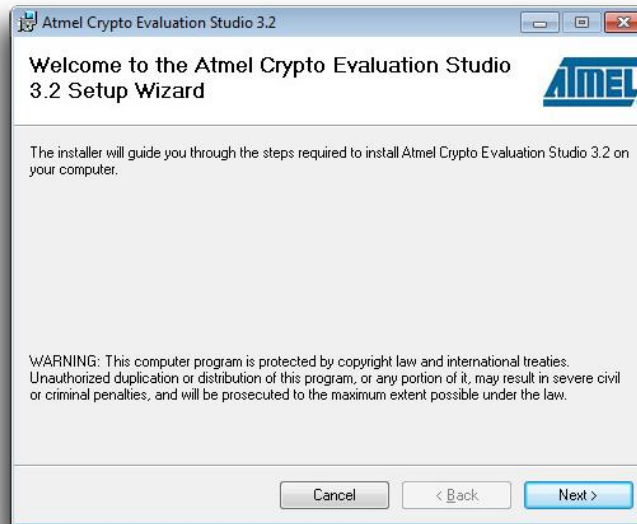 Atmel Crypto Evaluation Studio 3.2
Welcome to the Atmel Crypto Evaluation Studio
3.2 Setup Wizard
ATMEL
The installer will guide you through the steps required to install Atmel Crypto Evaluation Studio 3.2 on
your computer.
WARNING: This computer program is protected by copyright law and international treaties.
Unauthorized duplication or distribution of this program, or any portion of it, may result in severe civil
or criminal penalties, and will be prosecuted to the maximum extent possible under the law.
Cancel < Back Next >